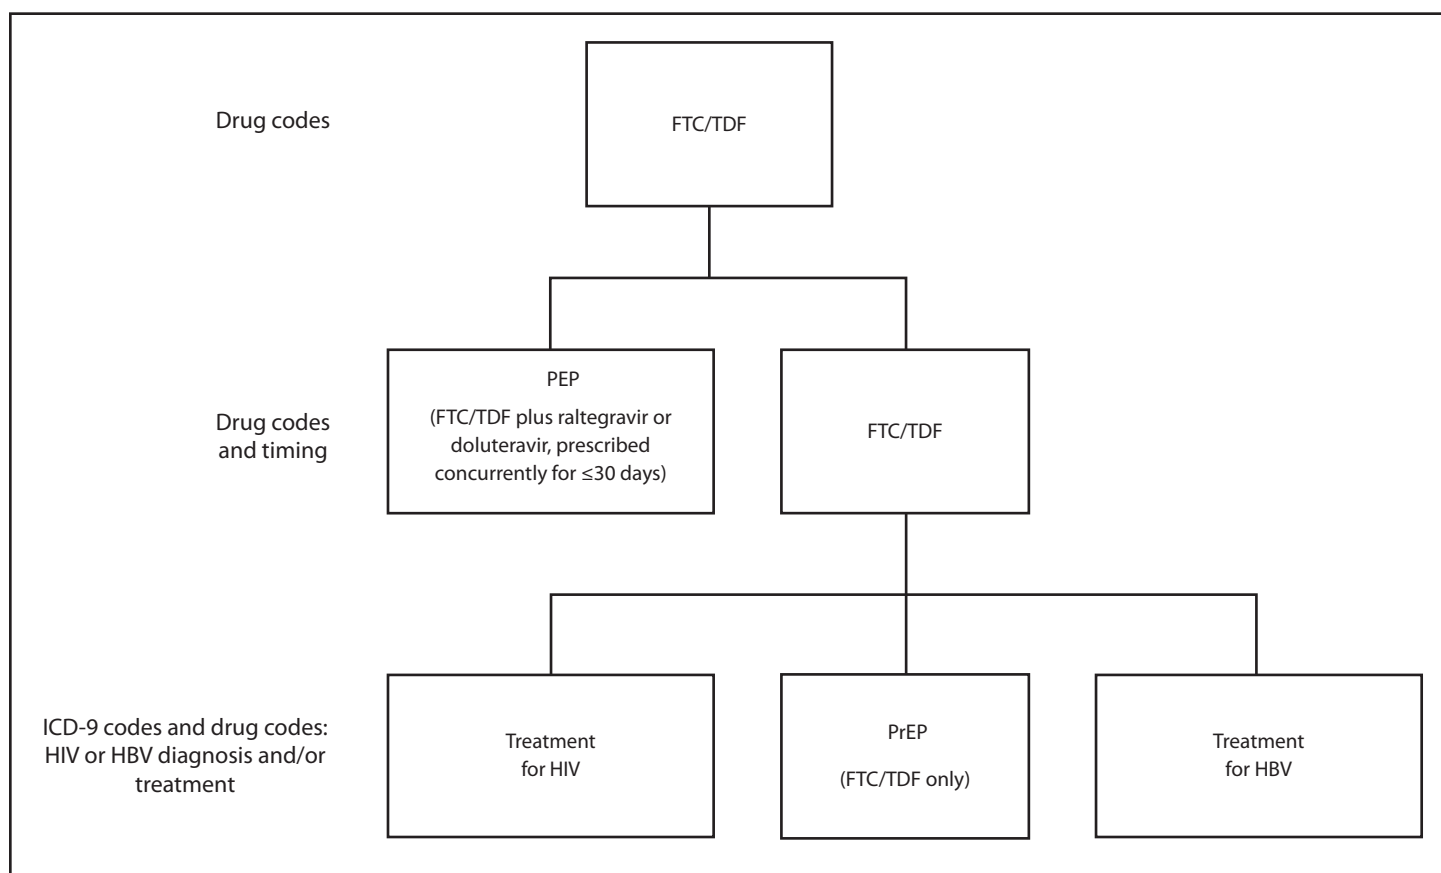 Drug codes
FTC/TDF
Drug codes
and timing
PEP
(FTC/TDF plus raltegravir or
doluteravir, prescribed
concurrently for ≤30 days)
FTC/TDF
ICD-9 codes and drug codes:
HIV or HBV diagnosis and/or
treatment
Treatment
for HIV
PrEP
(FTC/TDF only)
Treatment
for HBV